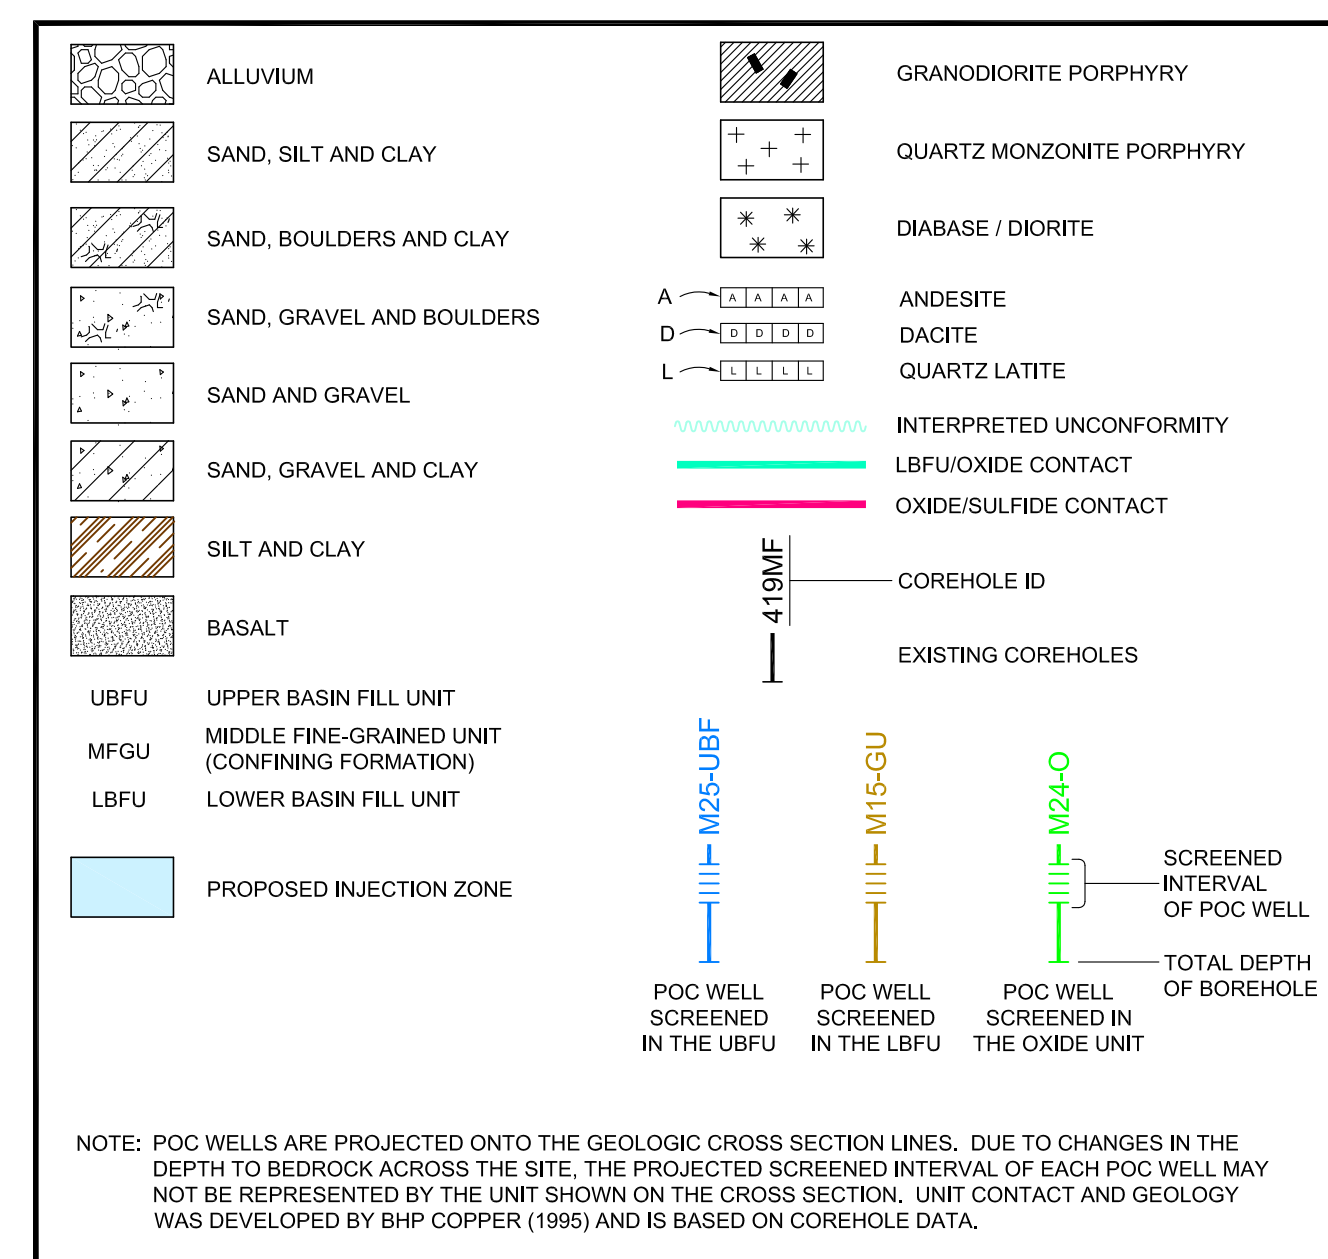 ALLUVIUM
SAND, SILT AND CLAY
SAND, BOULDERS AND CLAY
SAND, GRAVEL AND BOULDERS
SAND AND GRAVEL
SAND, GRAVEL AND CLAY
SILT AND CLAY
BASALT
UBFU UPPER BASIN FILL UNIT
MFGU MIDDLE FINE-GRAINED UNIT
(CONFINING FORMATION)
LBFU LOWER BASIN FILL UNIT
PROPOSED INJECTION ZONE
GRANODIORITE PORPHYRY
QUARTZ MONZONITE PORPHYRY
DIABASE / DIORITE
A A A A A ANDESITE
D D D D D DACITE
L L L L L QUARTZ LATITE
INTERPRETED UNCONFORMITY
LBFU/OXIDE CONTACT
OXIDE/SULFIDE CONTACT
419MF
COREHOLE ID
EXISTING COREHOLES
M25-UBF
M15-GU
M24-O
SCREENED
INTERVAL
OF POC WELL
TOTAL DEPTH
OF BOREHOLE
POC WELL
SCREENED
IN THE UBFU
POC WELL
SCREENED
IN THE LBFU
POC WELL
SCREENED IN
THE OXIDE UNIT
NOTE: POC WELLS ARE PROJECTED ONTO THE GEOLOGIC CROSS SECTION LINES. DUE TO CHANGES IN THE
DEPTH TO BEDROCK ACROSS THE SITE, THE PROJECTED SCREENED INTERVAL OF EACH POC WELL MAY
NOT BE REPRESENTED BY THE UNIT SHOWN ON THE CROSS SECTION. UNIT CONTACT AND GEOLOGY
WAS DEVELOPED BY BHP COPPER (1995) AND IS BASED ON COREHOLE DATA.